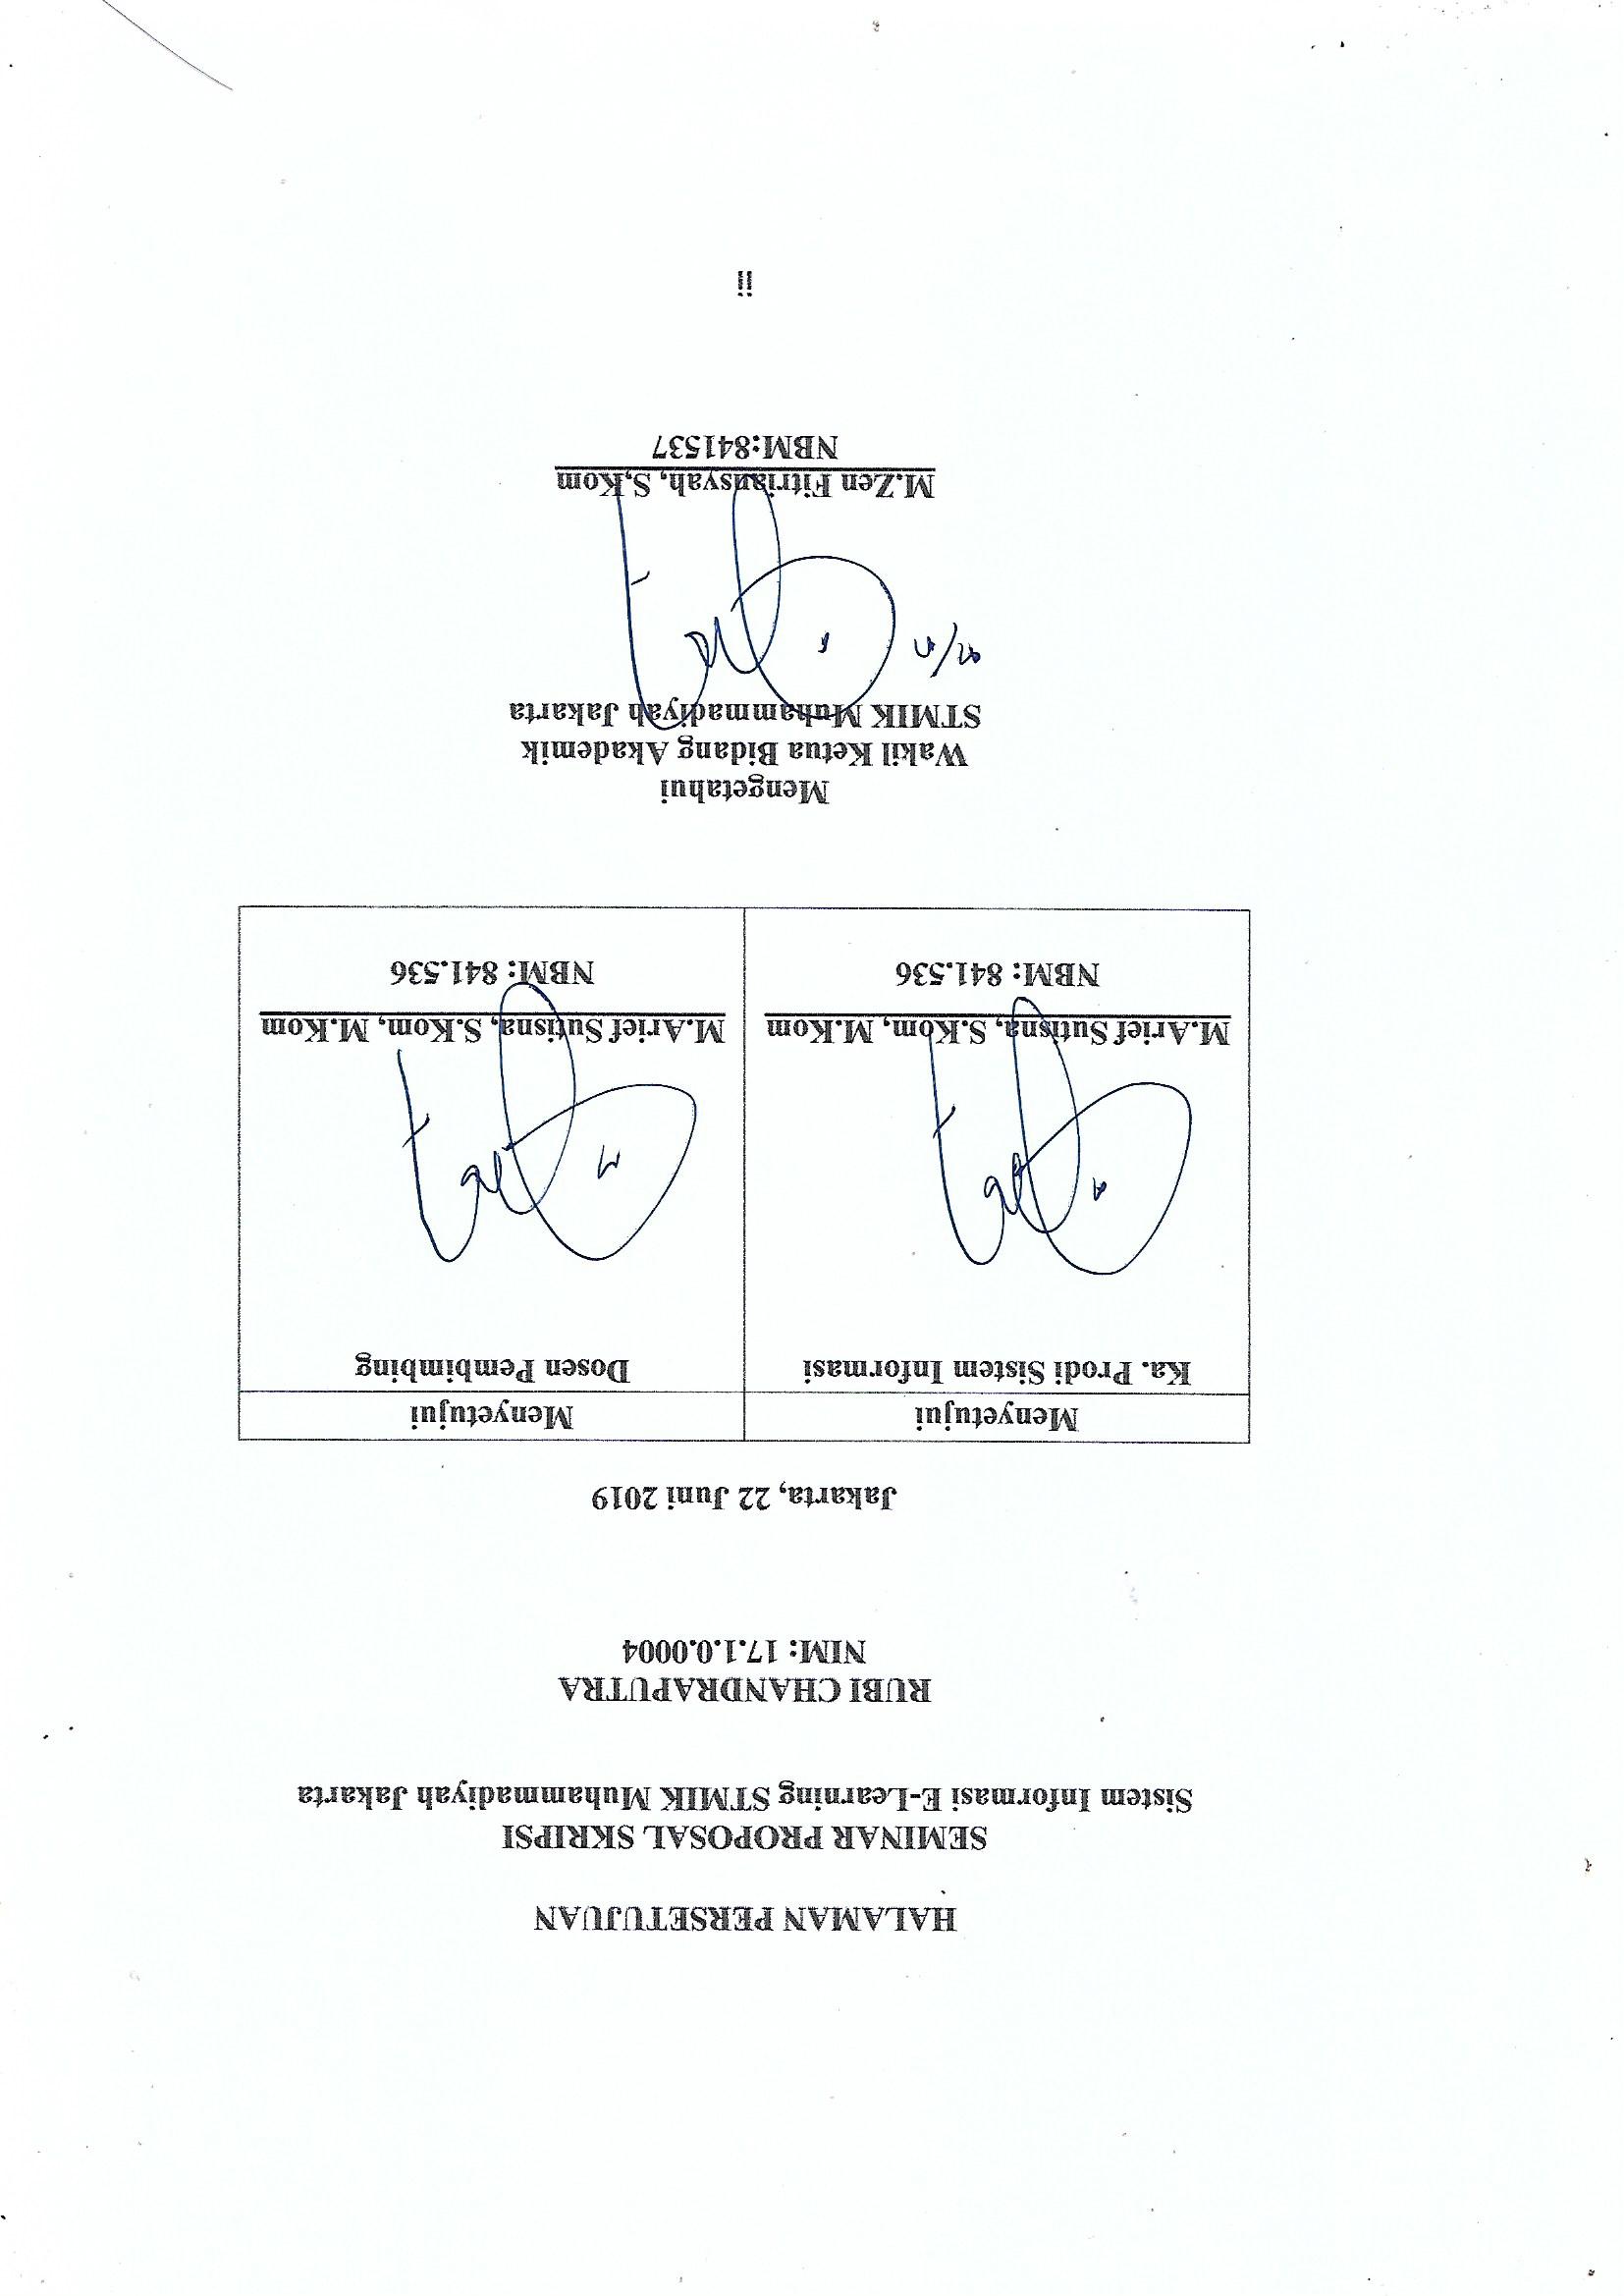 HALAMAN PERSETUJUAN
SEMINAR PROPOSAL SKRIPSI
Sistem Informasi E-Learning STMIK Muhammadiyah Jakarta
RUBI CHANDRAPUTRA
NIM: 17.1.0.0004
Jakarta, 22 Juni 2019
Menyetujui
Ka. Prodi Sistem Informasi
M.Arief Sutisna, S.Kom, M.Kom
NBM: 841.536
Menyetujui
Dosen Pembimbing
M.Arief Sutisna, S.Kom, M.Kom
NBM: 841.536
Mengetahui
Wakil Ketua Bidang Akademik
STMIK Muhammadiyah Jakarta
M.Zen Fitriansyah, S,Kom
NBM:841537
ii